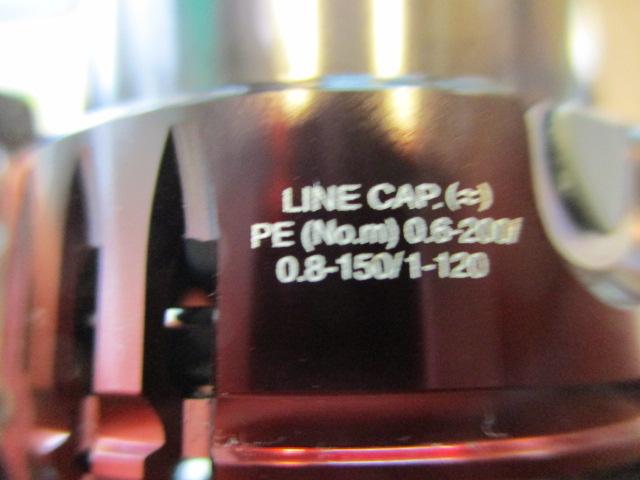 LINE CAP.(≈)
PE (No.m) 0.6-200/
0.8-150/1-120